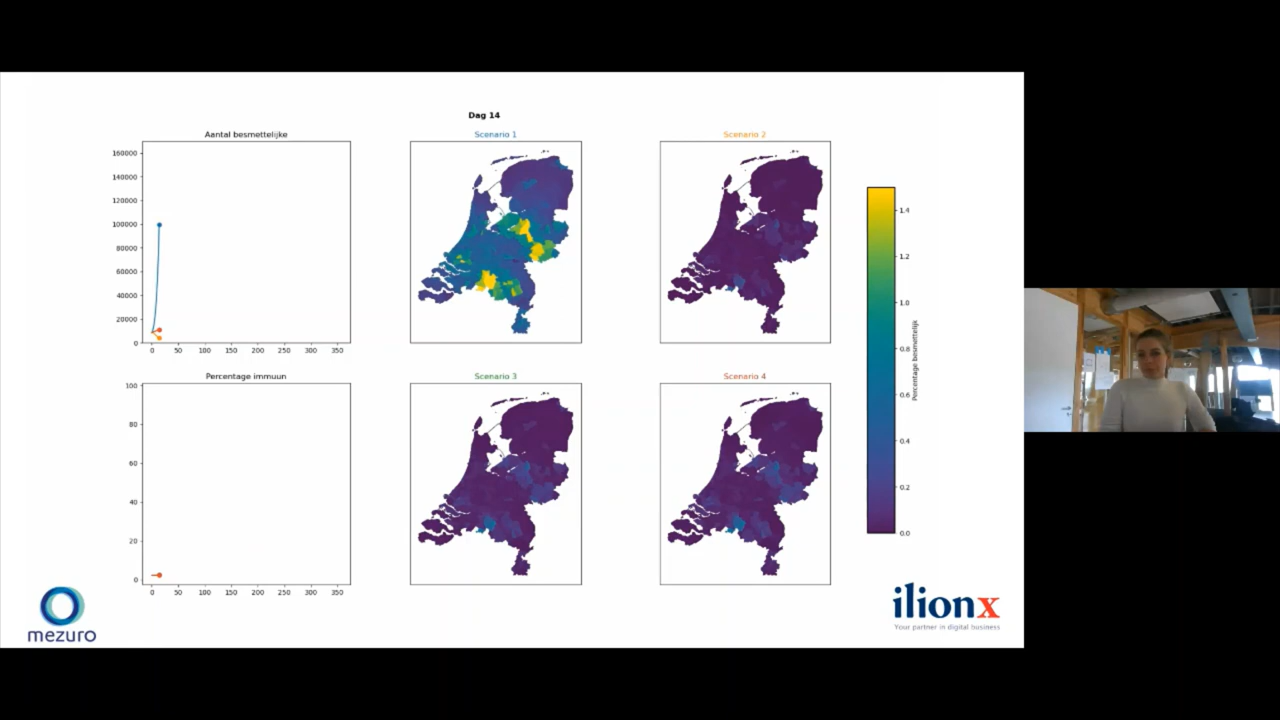 Dag 14
Aantal besmettelijke
Scenario 1
Scenario 2
160000
140000
120000
100000
80000
60000
40000
20000
0
0 50 100 150 200 250 300 350
Percentage immuun
Scenario 3
Scenario 4
100
80
60
40
20
0
0 50 100 150 200 250 300 350
1.4
1.2
1.0
0.8
0.6
0.4
0.2
0.0
Percentage besmettelijk
mezuro
ilionx
Your partner in digital business